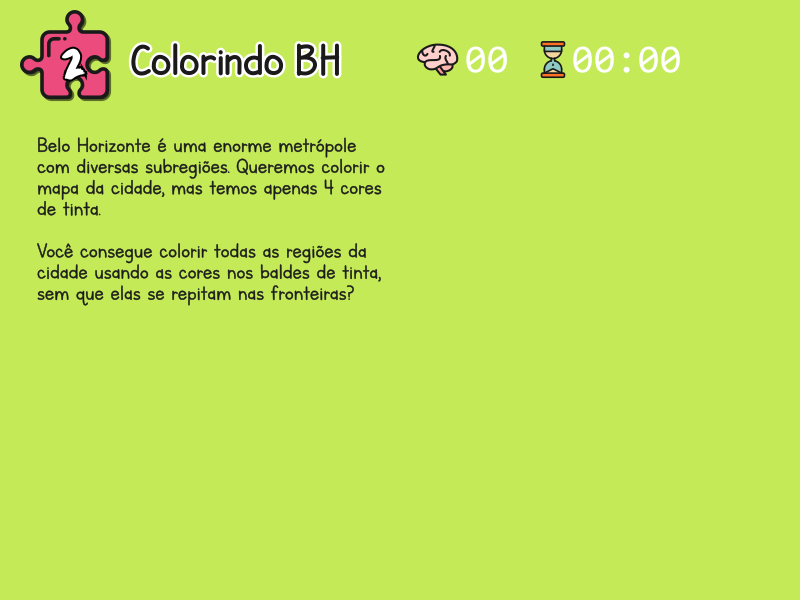 2
Colorindo BH
00
00:00
Belo Horizonte é uma enorme metrópole
com diversas subregiões. Queremos colorir o
mapa da cidade, mas temos apenas 4 cores
de tinta.
Você consegue colorir todas as regiões da
cidade usando as cores nos baldes de tinta,
sem que elas se repitam nas fronteiras?